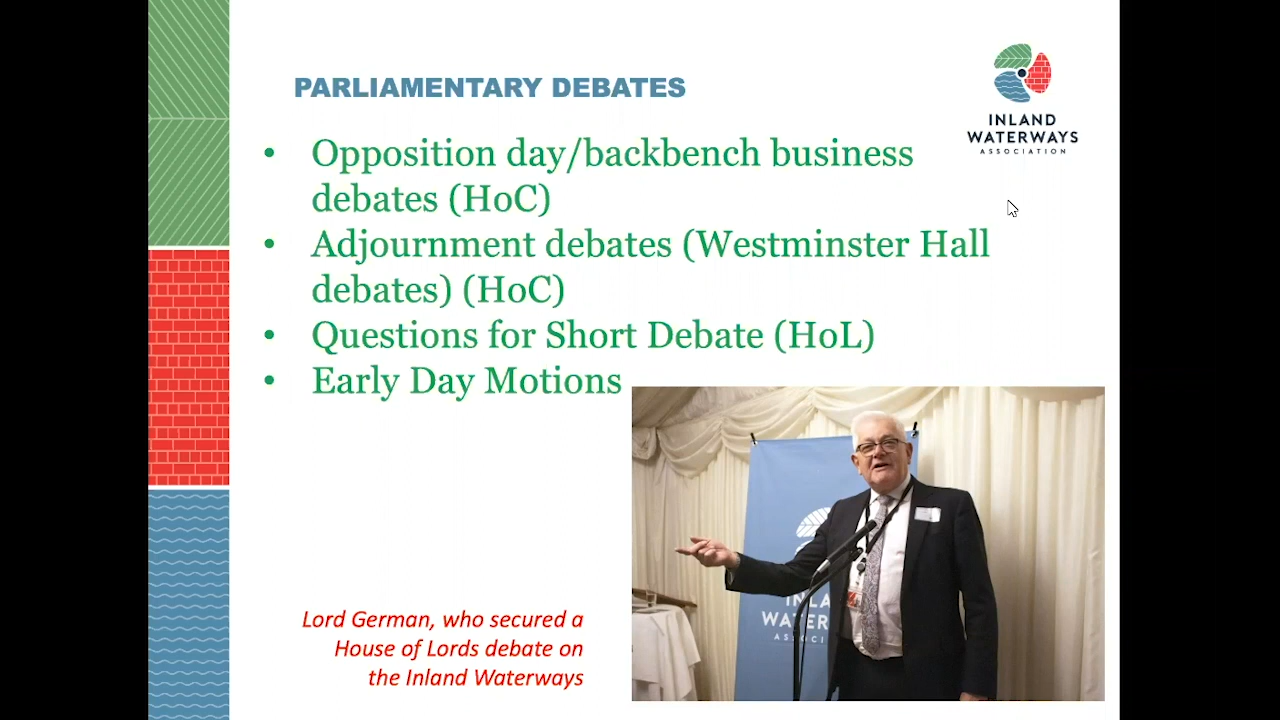 PARLIAMENTARY DEBATES
INLAND
WATERWAYS
ASSOCIATION
• Opposition day/backbench business
debates (HoC)
• Adjournment debates (Westminster Hall
debates) (HoC)
• Questions for Short Debate (HoL)
• Early Day Motions
Lord German, who secured a
House of Lords debate on
the Inland Waterways